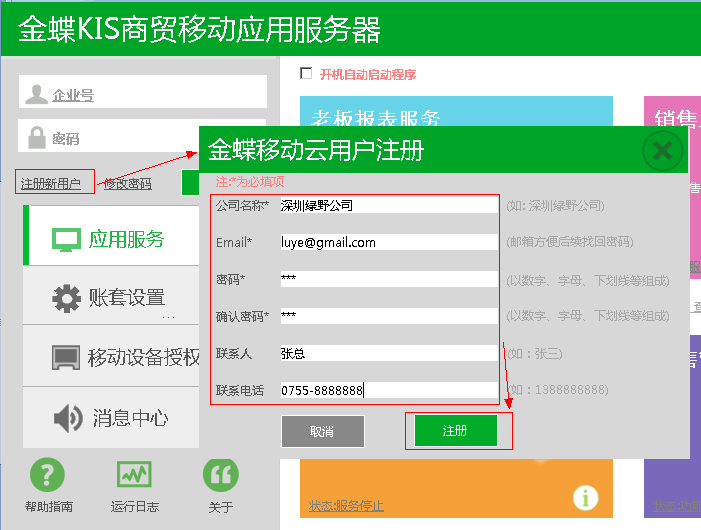 金蝶KIS商贸移动应用服务器
开机自动启动程序
企业号
密码
注册新用户
修改密码
老板报表服务
销售
金蝶移动云用户注册
注:*为必填项
公司名称*
深圳绿野公司
(如: 深圳绿野公司)
Email*
luye@gmail.com
(邮箱方便后续找回密码)
密码*
***
(以数字、字母、下划线等组成)
确认密码*
***
(以数字、字母、下划线等组成)
联系人
张总
(如：张三)
联系电话
0755-8888888
(如：1388888888)
取消
注册
应用服务
账套设置
...
移动设备授权
消息中心
帮助指南
运行日志
关于
状态:服务停止